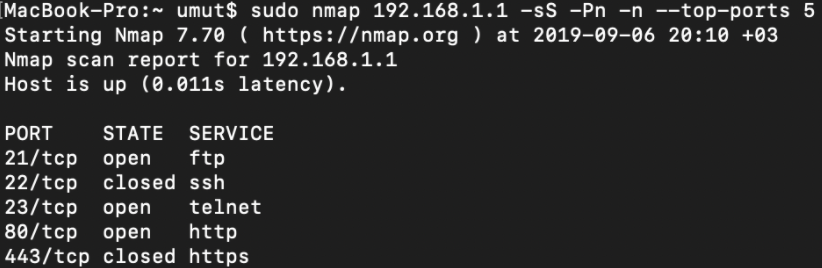 [MacBook-Pro:~ umut$ sudo nmap 192.168.1.1 -sS -Pn -n --top-ports 5
Starting Nmap 7.70 ( https://nmap.org ) at 2019-09-06 20:10 +03
Nmap scan report for 192.168.1.1
Host is up (0.011s latency).
PORT    STATE  SERVICE
21/tcp  open   ftp
22/tcp  closed ssh
23/tcp  open   telnet
80/tcp  open   http
443/tcp closed https